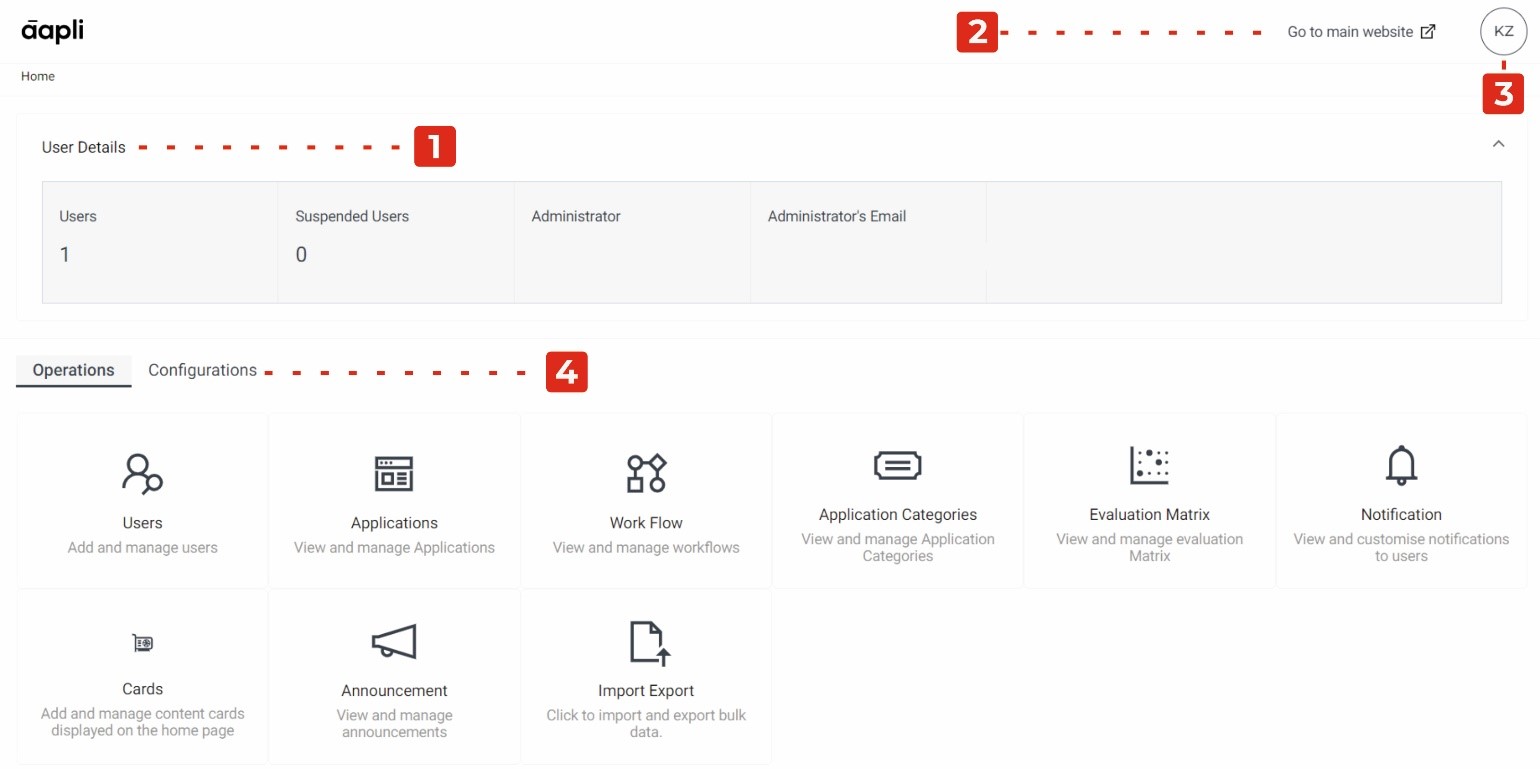 āapli
2
Go to main website
KZ
Home
3
User Details
1
Users
Suspended Users
Administrator
Administrator's Email
1
0
Operations
Configurations
4
Users
Add and manage users
Applications
View and manage Applications
Work Flow
View and manage workflows
Application Categories
View and manage Application
Categories
Evaluation Matrix
View and manage evaluation
Matrix
Notification
View and customise notifications
to users
Cards
Add and manage content cards
displayed on the home page
Announcement
View and manage
announcements
Import Export
Click to import and export bulk
data.